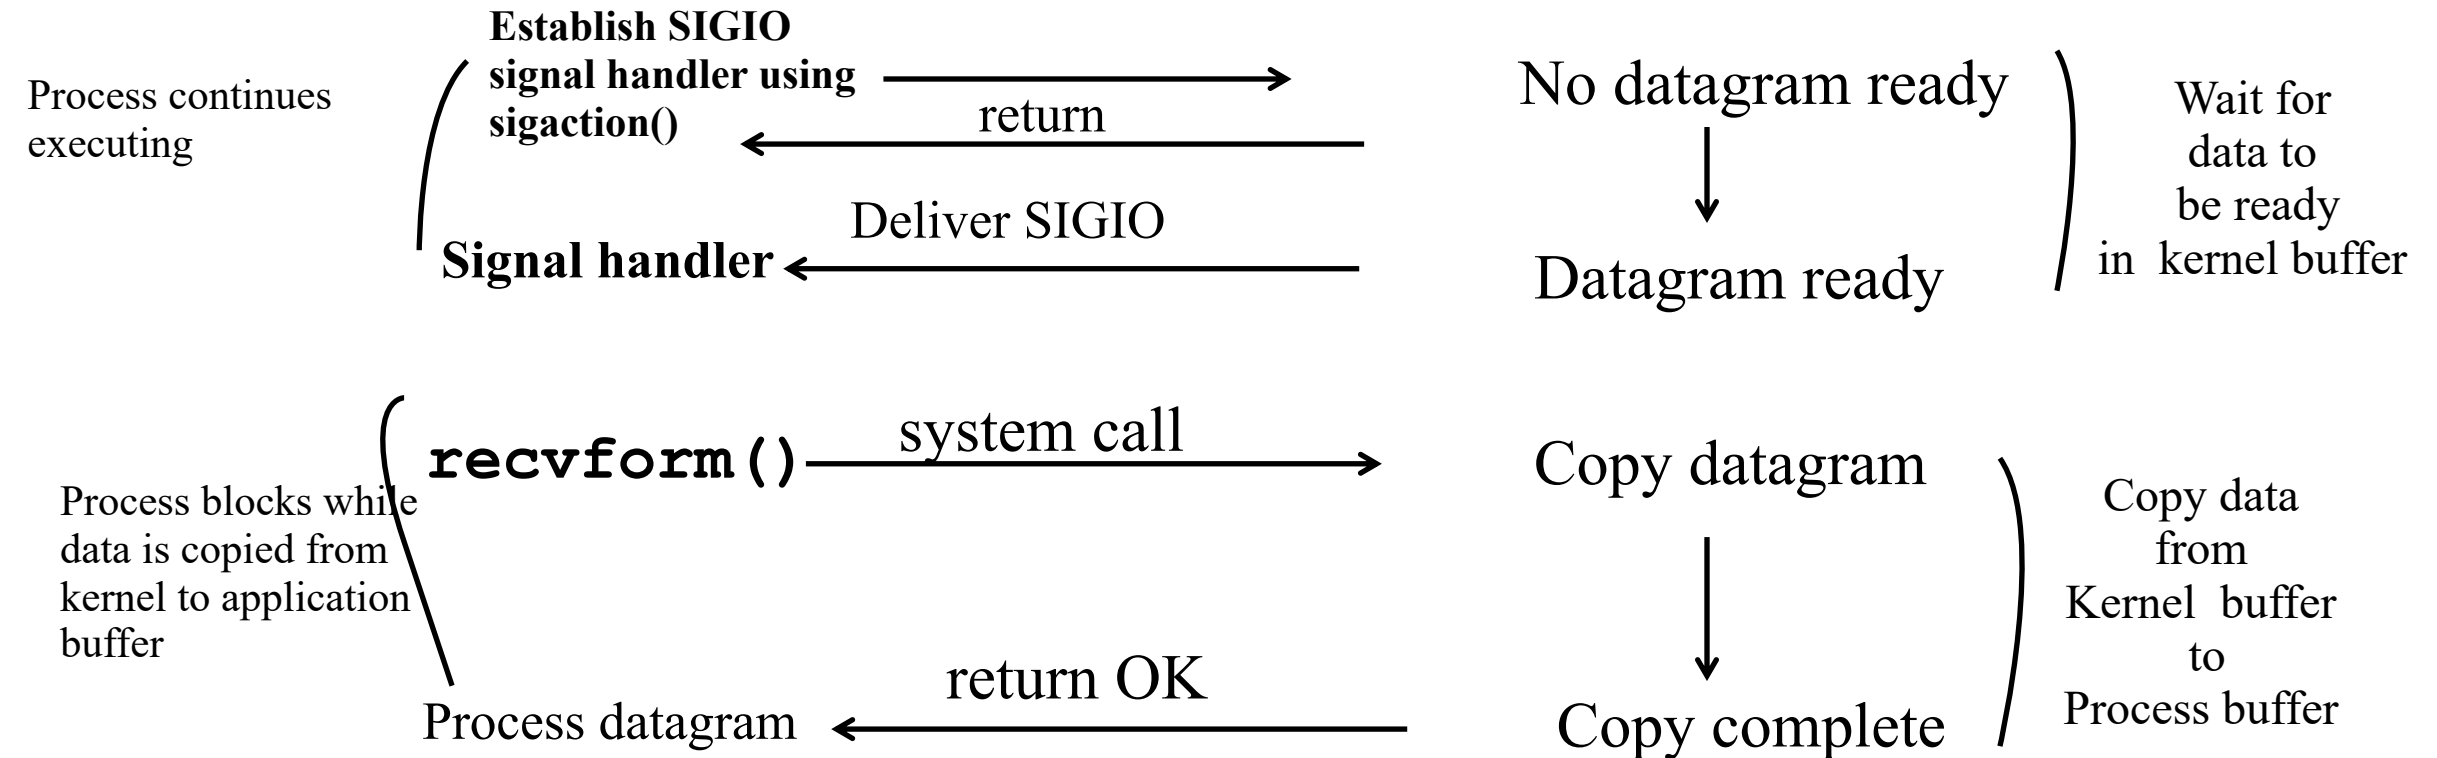 Establish SIGIO
signal handler using
sigaction()
Process continues
executing
return
No datagram ready
Wait for
data to
be ready
in kernel buffer
Deliver SIGIO
Signal handler
Datagram ready
recvform()
system call
Copy datagram
Process blocks while
data is copied from
kernel to application
buffer
Copy data
from
Kernel buffer
to
Process buffer
return OK
Process datagram
Copy complete